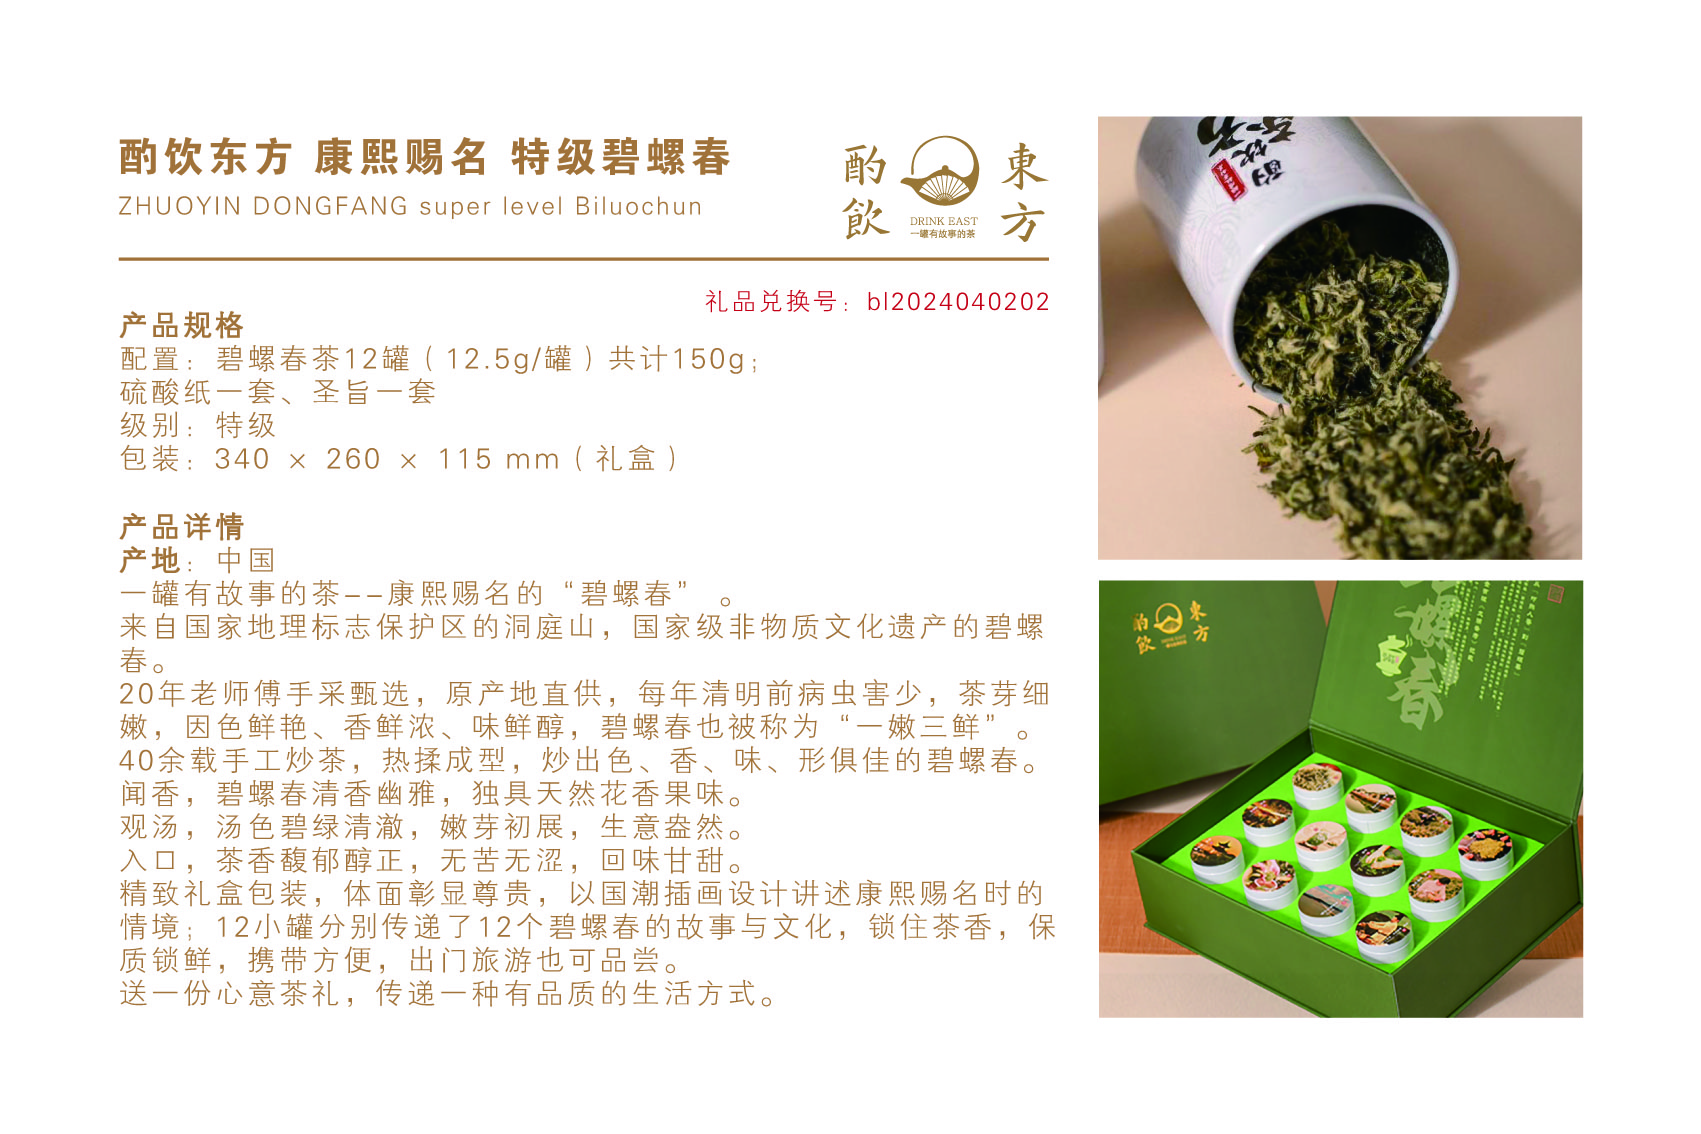 酌饮东方 康熙赐名 特级碧螺春
ZHUOYIN DONGFANG super level Biluochun
酌飲
東方
DRINK EAST
一罐有故事的茶
礼品兑换号：bl2024040202
产品规格
配置：碧螺春茶12罐（12.5g/罐）共计150g；
硫酸纸一套、圣旨一套
级别：特级
包装：340 × 260 × 115 mm（礼盒）
产品详情
产地：中国
一罐有故事的茶--康熙赐名的“碧螺春”。
来自国家地理标志保护区的洞庭山，国家级非物质文化遗产的碧螺
春。
20年老师傅手采甄选，原产地直供，每年清明前病虫害少，茶芽细
嫩，因色鲜艳、香鲜浓、味鲜醇，碧螺春也被称为“一嫩三鲜”。
40余载手工炒茶，热揉成型，炒出色、香、味、形俱佳的碧螺春。
闻香，碧螺春清香幽雅，独具天然花香果味。
观汤，汤色碧绿清澈，嫩芽初展，生意盎然。
入口，茶香馥郁醇正，无苦无涩，回味甘甜。
精致礼盒包装，体面彰显尊贵，以国潮插画设计讲述康熙赐名时的
情境；12小罐分别传递了12个碧螺春的故事与文化，锁住茶香，保
质锁鲜，携带方便，出门旅游也可品尝。
送一份心意茶礼，传递一种有品质的生活方式。
酌飲
東方
螺春